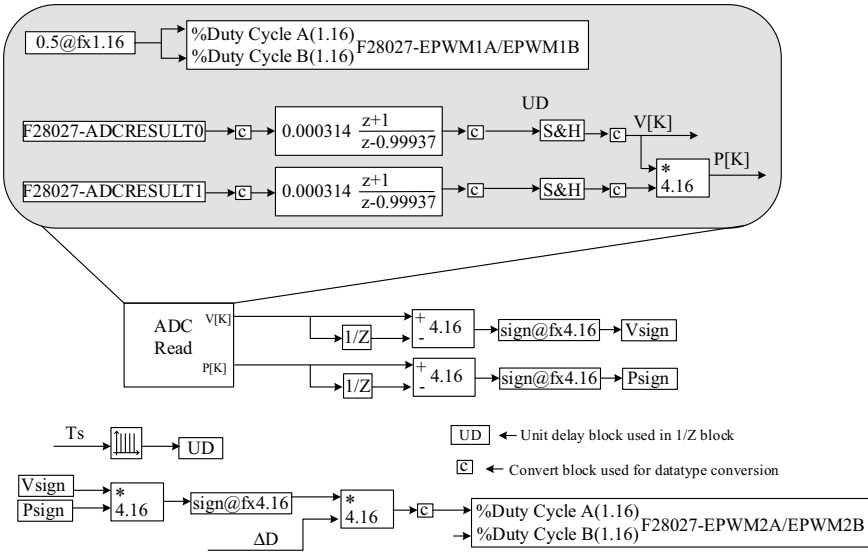 0.5@fx1.16
%Duty Cycle A(1.16)
%Duty Cycle B(1.16)
F28027-EPWM1A/EPWM1B
UD
F28027-ADCRESULT0
c
0.000314 z+1
z-0.99937
c
S&H
c
V[K]
*
4.16
P[K]
F28027-ADCRESULT1
c
0.000314 z+1
z-0.99937
c
S&H
c
ADC
Read
V[K]
P[K]
1/Z
+
-
4.16
sign@fx4.16
Vsign
1/Z
+
-
4.16
sign@fx4.16
Psign
Ts
UD
UD
Unit delay block used in 1/Z block
c
Convert block used for datatype conversion
Vsign
Psign
*
4.16
sign@fx4.16
ΔD
*
4.16
c
%Duty Cycle A(1.16)
%Duty Cycle B(1.16)
F28027-EPWM2A/EPWM2B